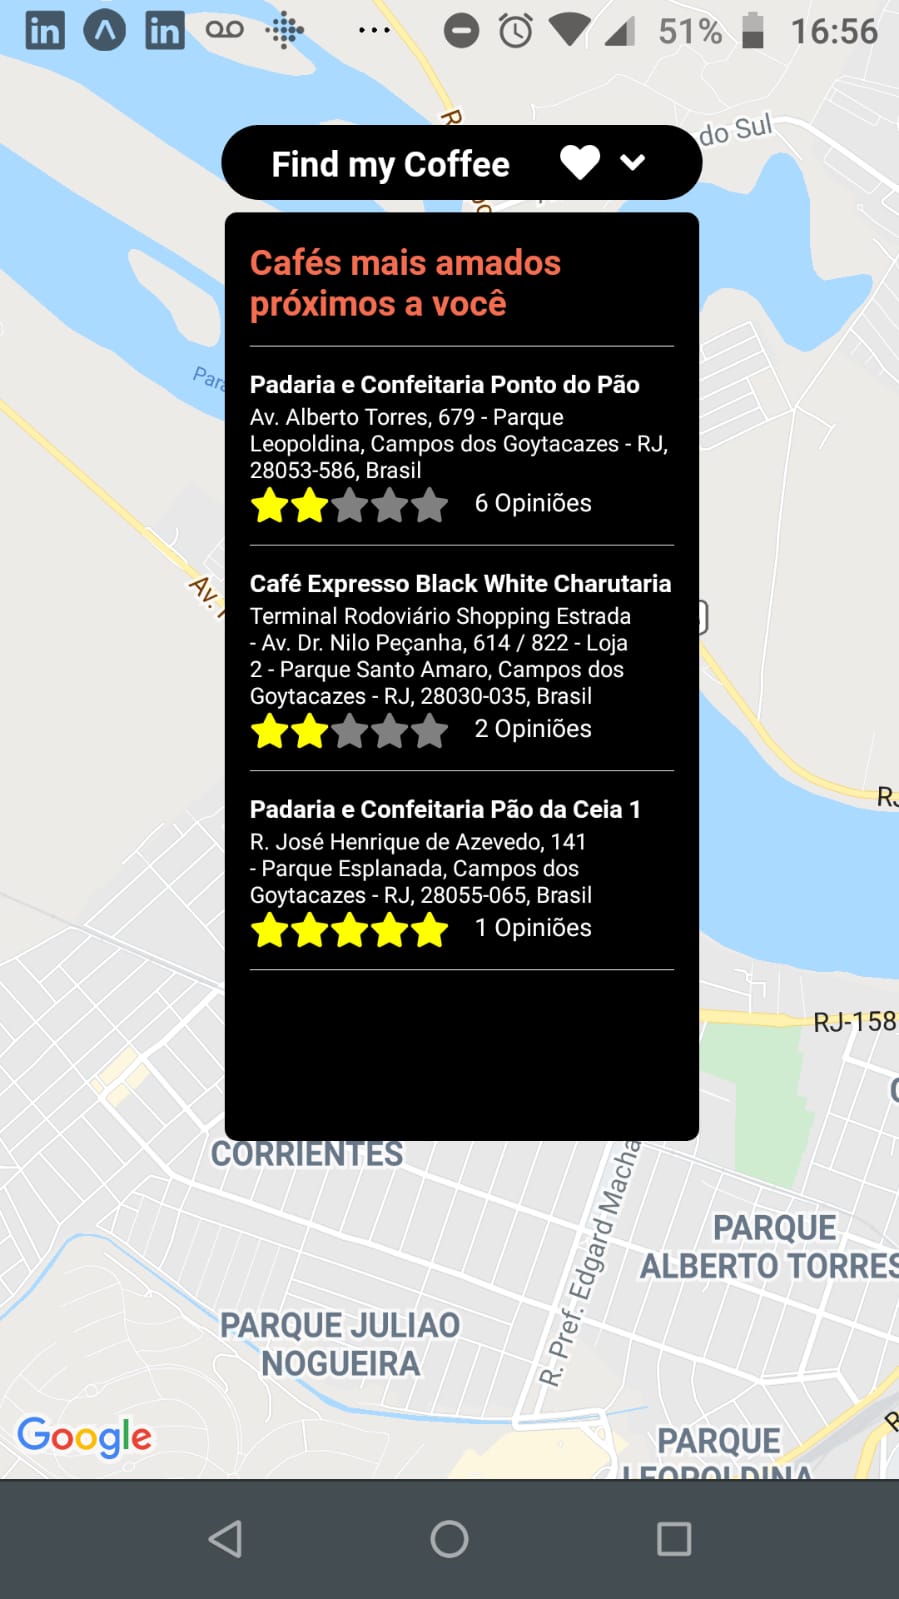 51% 16:56
do Sul
Find my Coffee
Cafés mais amados
próximos a você
Padaria e Confeitaria Ponto do Pão
Av. Alberto Torres, 679 - Parque
Leopoldina, Campos dos Goytacazes - RJ,
28053-586, Brasil
6 Opiniões
Café Expresso Black White Charutaria
Terminal Rodoviário Shopping Estrada
- Av. Dr. Nilo Peçanha, 614 / 822 - Loja
2 - Parque Santo Amaro, Campos dos
Goytacazes - RJ, 28030-035, Brasil
2 Opiniões
Padaria e Confeitaria Pão da Ceia 1
R. José Henrique de Azevedo, 141
- Parque Esplanada, Campos dos
Goytacazes - RJ, 28055-065, Brasil
1 Opiniões
Av.
RJ-158
CORRIENTES
R. Pref. Edgard Macha
PARQUE
ALBERTO TORRES
PARQUE JULIAO
NOGUEIRA
Google
PARQUE
LEOPOLDINA